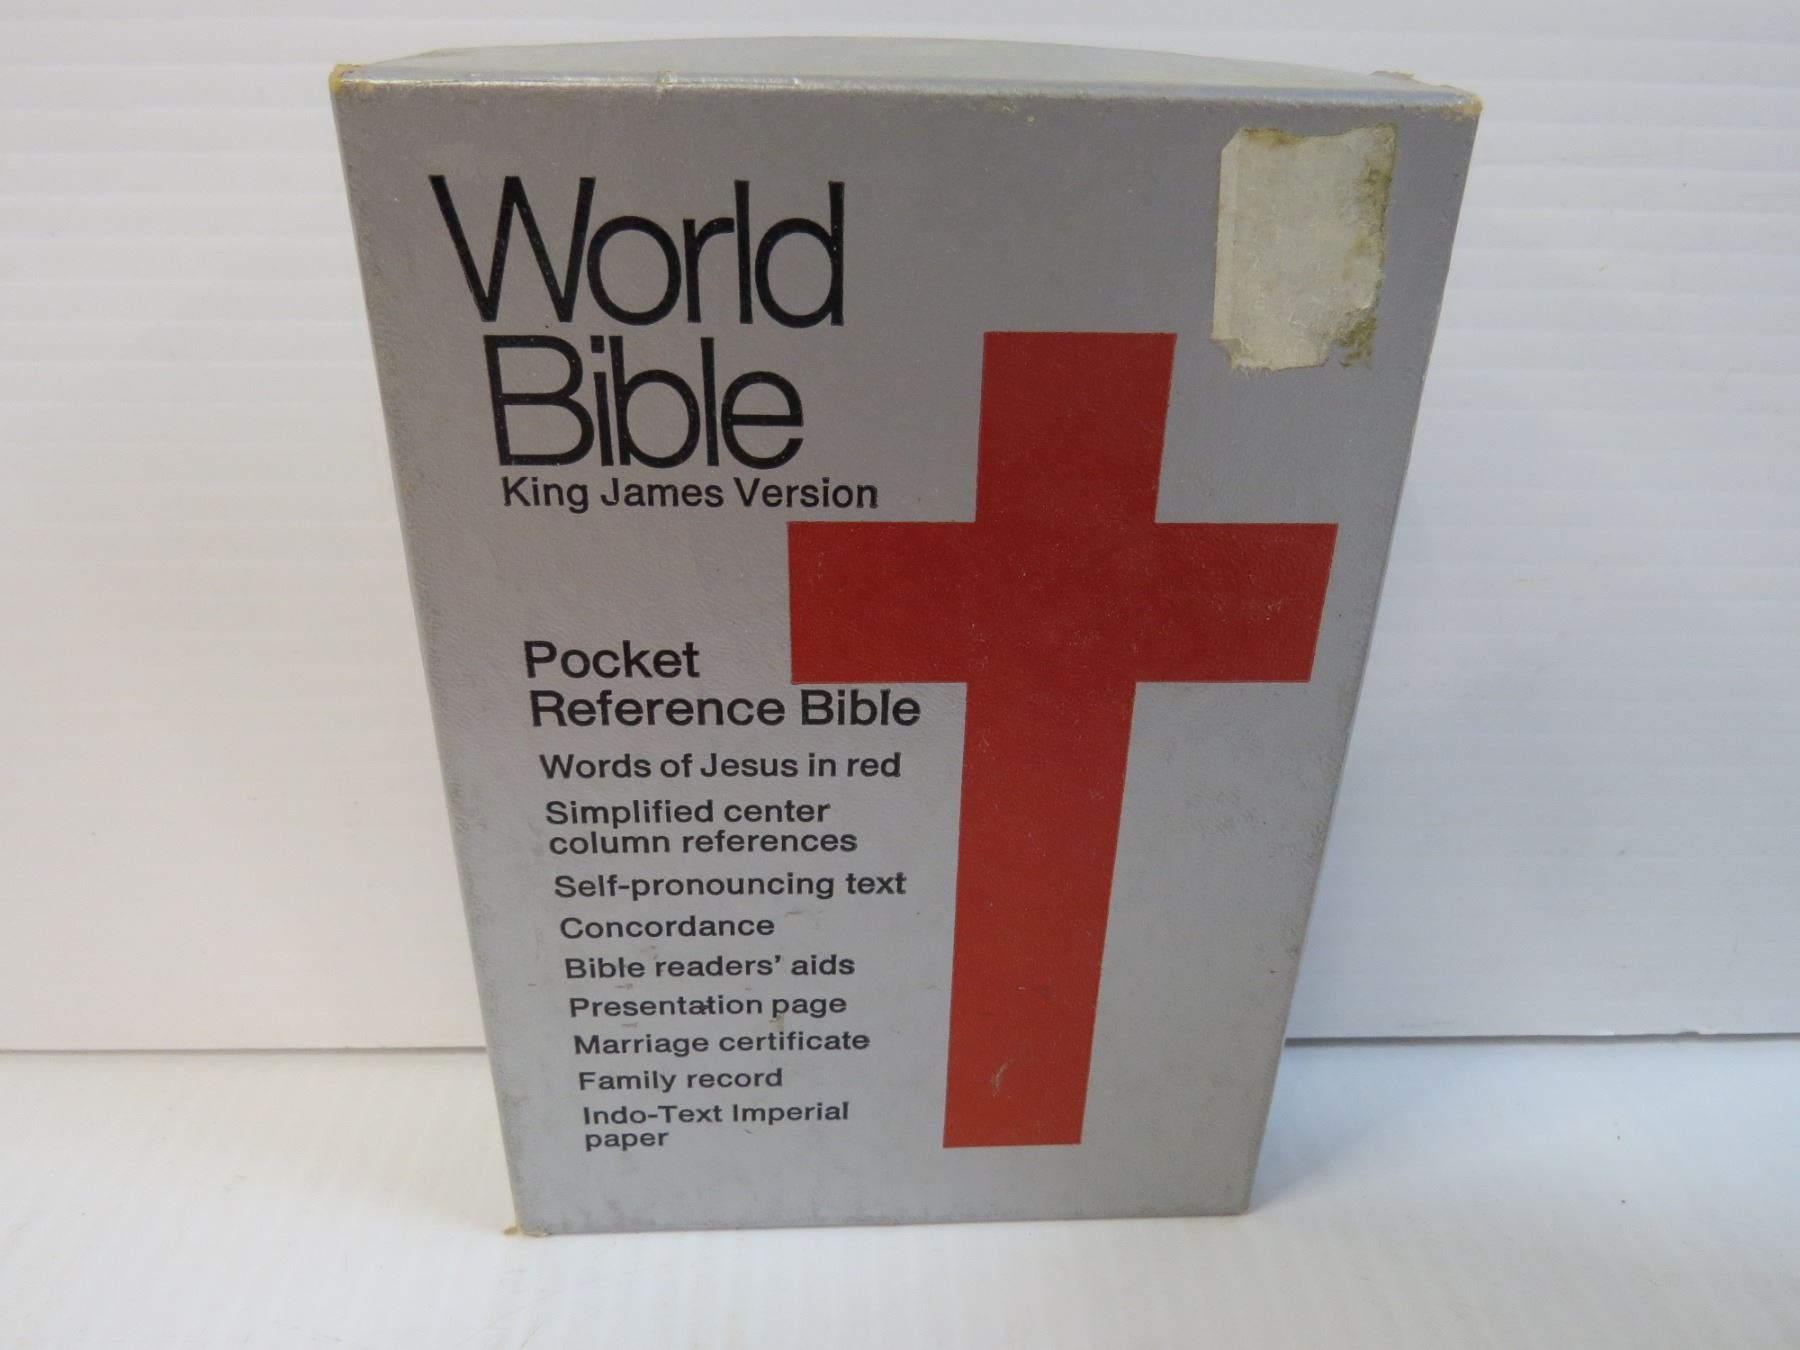 World
Bible
King James Version
Pocket
Reference Bible
Words of Jesus in red
Simplified center
column references
Self-pronouncing text
Concordance
Bible readers' aids
Presentation page
Marriage certificate
Family record
Indo-Text Imperial
paper